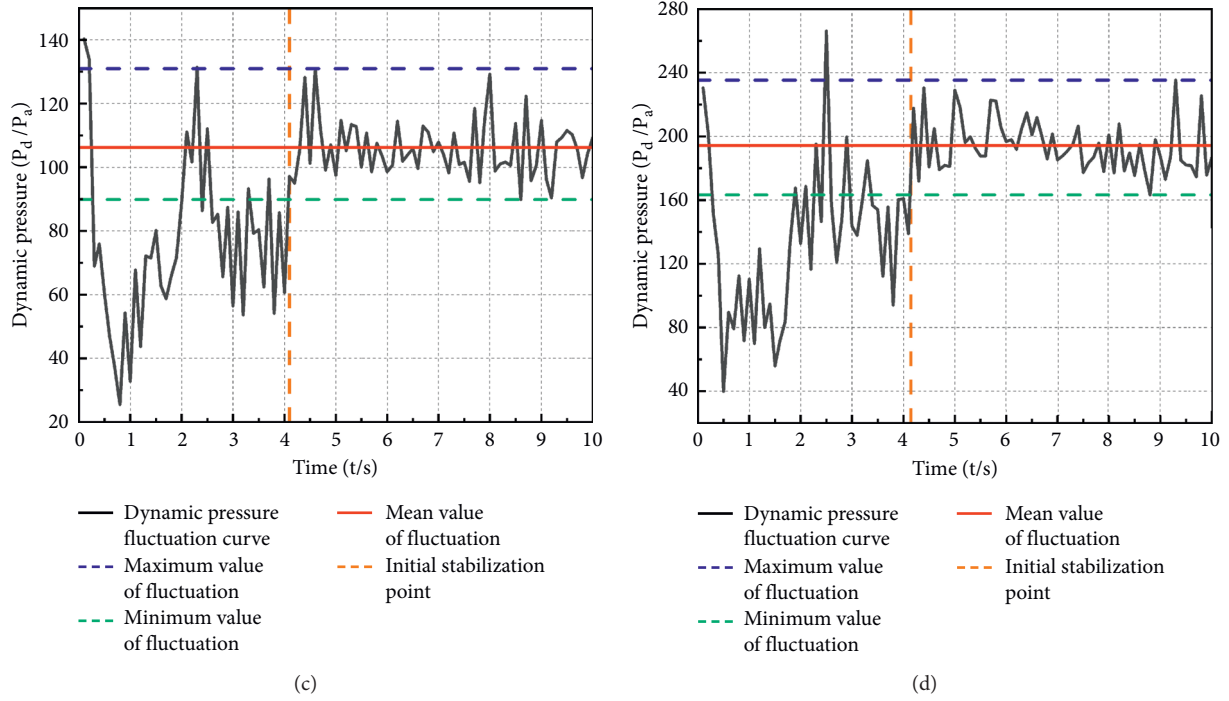 140
120
100
80
60
40
20
Dynamic pressure (Pd /Pa)
0 1 2 3 4 5 6 7 8 9 10
Time (t/s)
Dynamic pressure
fluctuation curve
Maximum value
of fluctuation
Minimum value
of fluctuation
Mean value
of fluctuation
Initial stabilization
point
(c)
280
240
200
160
120
80
40
Dynamic pressure (Pd /Pa)
0 1 2 3 4 5 6 7 8 9 10
Time (t/s)
Dynamic pressure
fluctuation curve
Maximum value
of fluctuation
Minimum value
of fluctuation
Mean value
of fluctuation
Initial stabilization
point
(d)